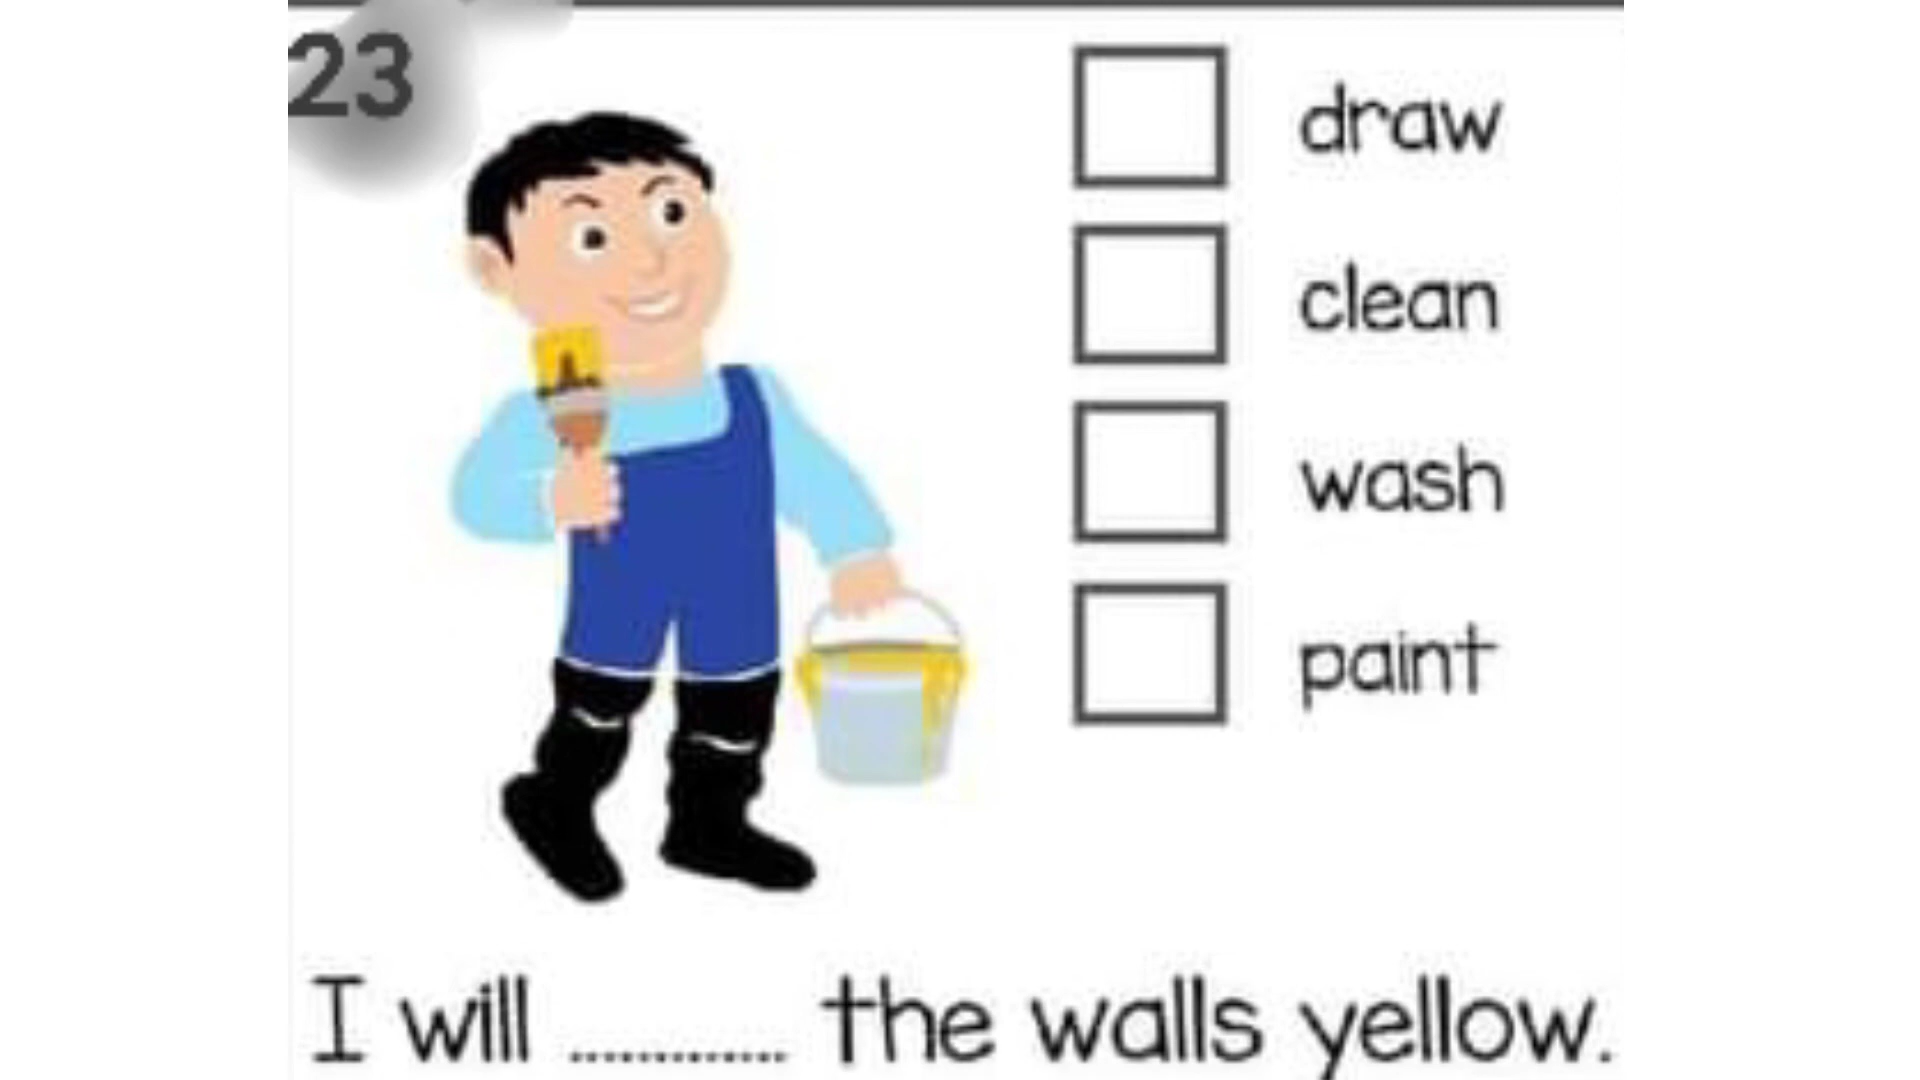 23
draw
clean
wash
paint
I will ........... the walls yellow.